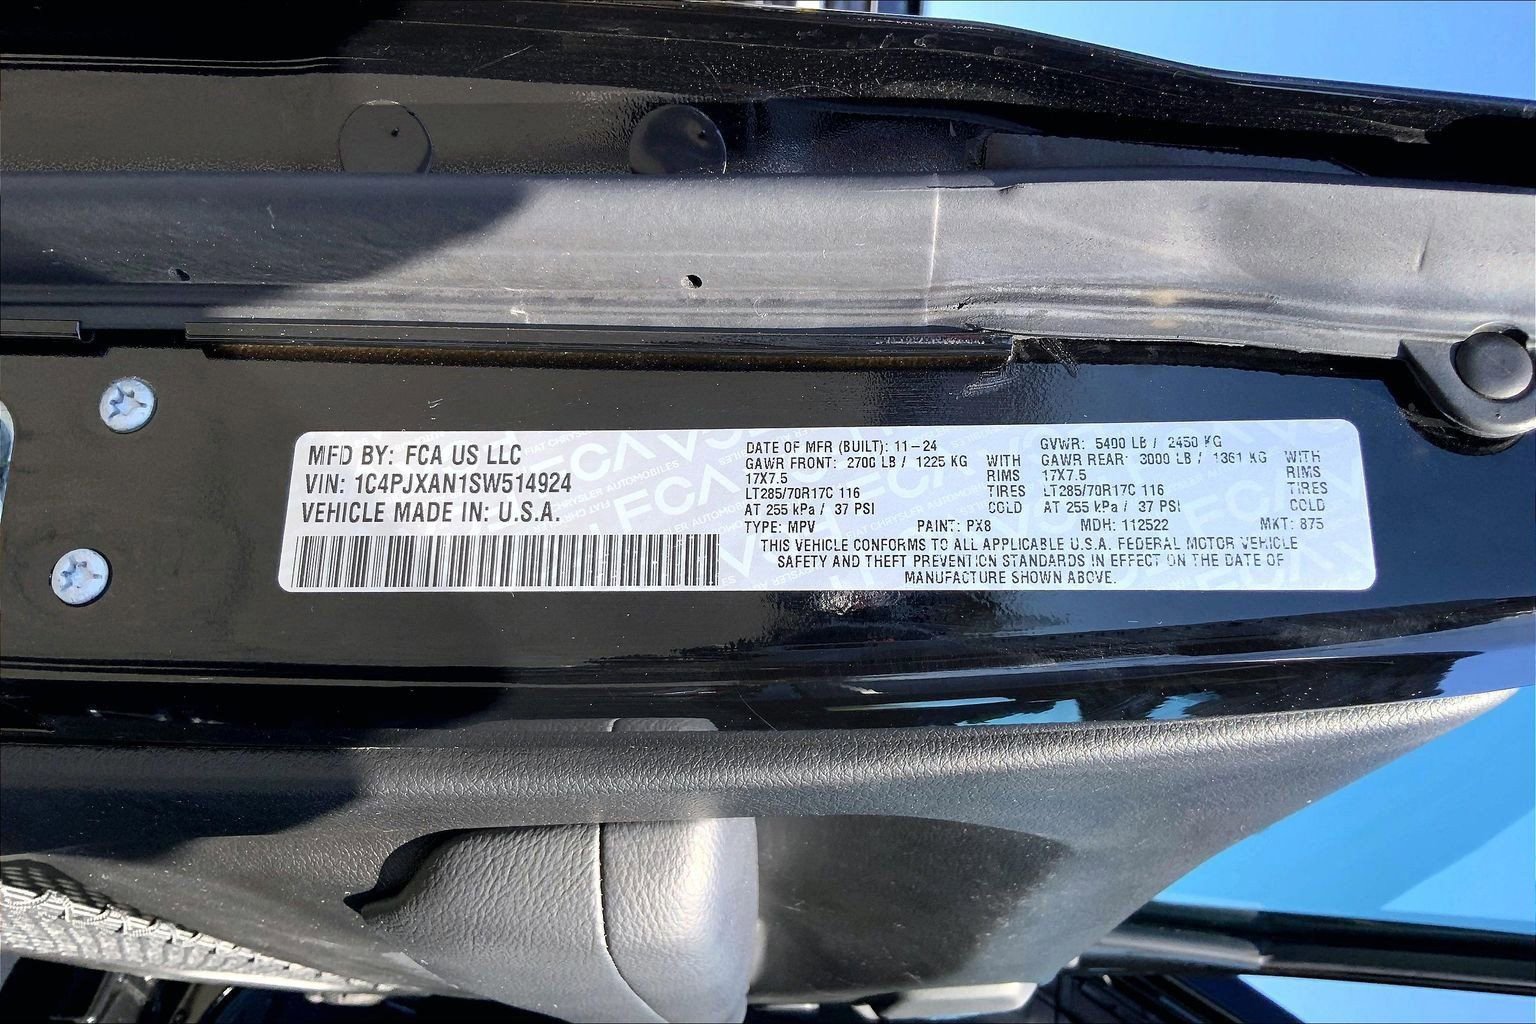 MFD BY: FCA US LLC
VIN: 1C4PJXAN1SW514924
VEHICLE MADE IN: U.S.A.
DATE OF MFR (BUILT): 11-24 GVWR: 5400 LB / 2450 KG
GAWR FRONT: 2700 LB / 1225 KG WITH GAWR REAR: 3000 LB / 1361 KG WITH
17X7.5 RIMS 17X7.5 RIMS
LT285/70R17C 116 TIRES LT285/70R17C 116 TIRES
AT 255 kPa / 37 PSI COLD AT 255 kPa / 37 PSI COLD
TYPE: MPV PAINT: PX8 MDH: 112522 MKT: 875
THIS VEHICLE CONFORMS TO ALL APPLICABLE U.S.A. FEDERAL MOTOR VEHICLE
SAFETY AND THEFT PREVENTION STANDARDS IN EFFECT ON THE DATE OF
MANUFACTURE SHOWN ABOVE.
FCA
FIAT CHRYSLER AUTOMOBILES